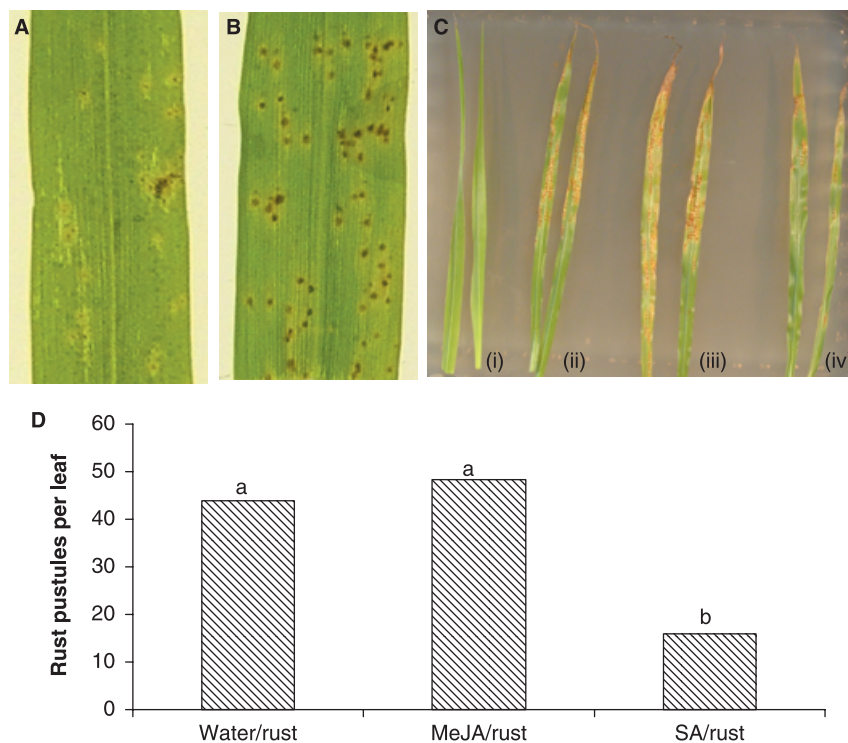 A
B
C
(i)
(ii)
(iii)
(iv
D
Rust pustules per leaf
60
50
40
30
20
10
0
a
a
b
Water/rust
MeJA/rust
SA/rust